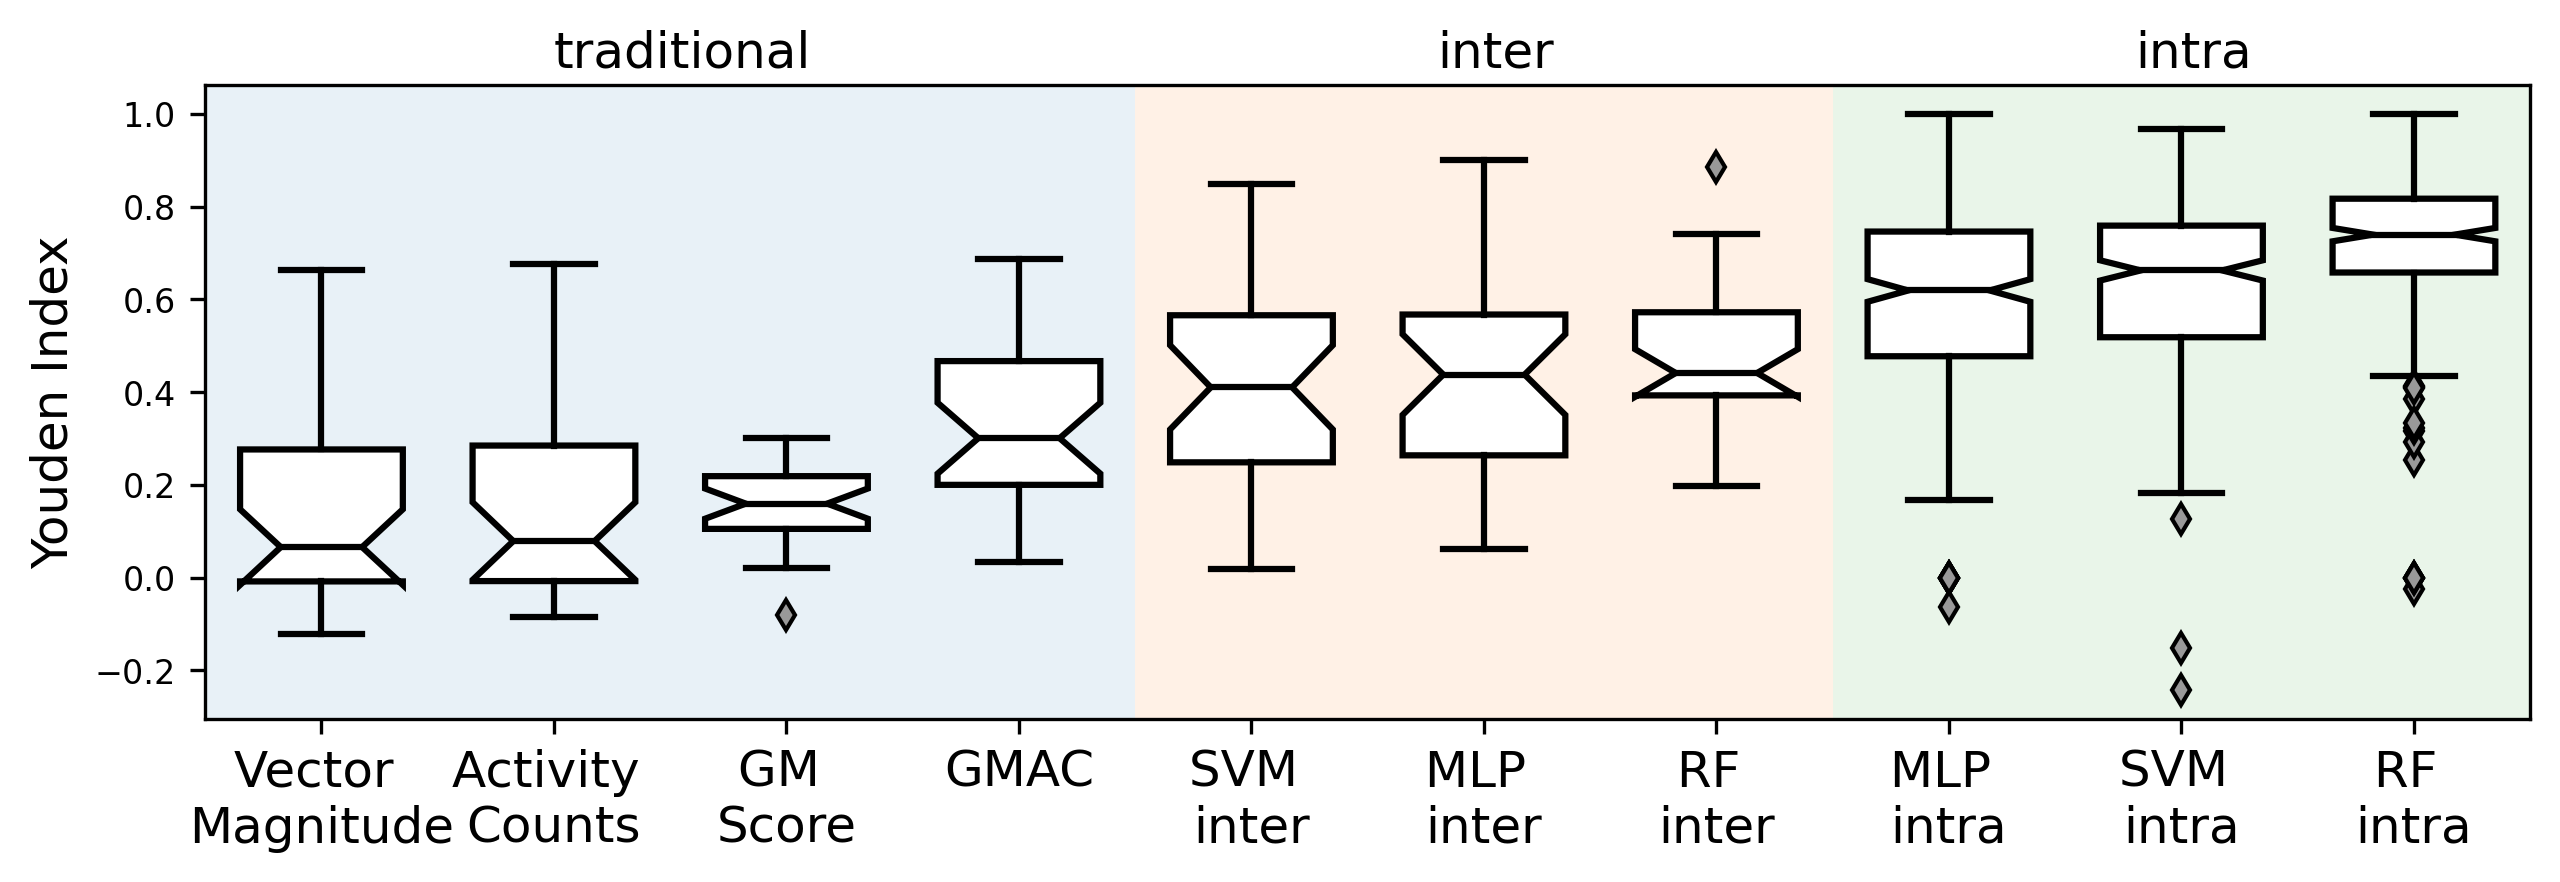 traditional inter intra
Youden Index
1.0
0.8
0.6
0.4
0.2
0.0
−0.2
Vector Activity GM GMAC SVM MLP RF MLP SVM RF
Magnitude Counts Score inter inter inter intra intra intra